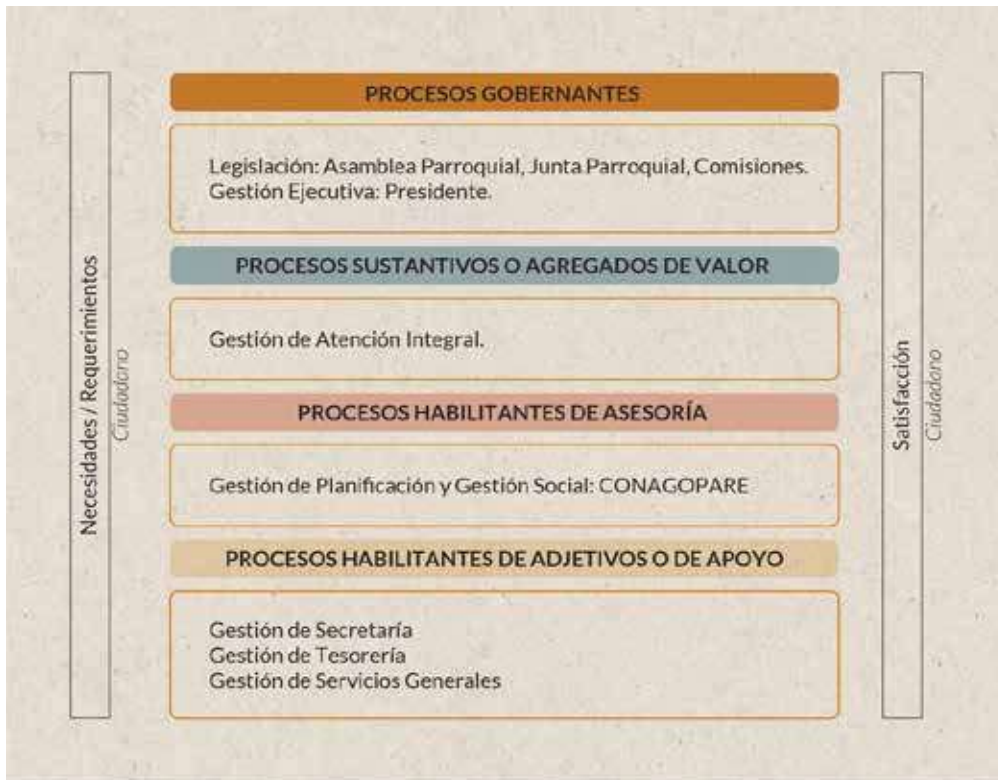 Necesidades / Requerimientos
Ciudadano
PROCESOS GOBERNANTES
Legislación: Asamblea Parroquial, Junta Parroquial, Comisiones.
Gestión Ejecutiva: Presidente.
PROCESOS SUSTANTIVOS O AGREGADOS DE VALOR
Gestión de Atención Integral.
PROCESOS HABILITANTES DE ASESORÍA
Gestión de Planificación y Gestión Social: CONAGOPARE
PROCESOS HABILITANTES DE ADJETIVOS O DE APOYO
Gestión de Secretaría
Gestión de Tesorería
Gestión de Servicios Generales
Satisfacción
Ciudadano